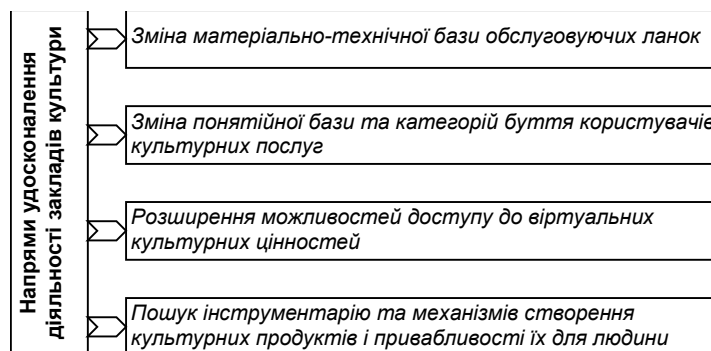 Напрями удосконалення
діяльності закладів культури
Зміна матеріально-технічної бази обслуговуючих ланок
Зміна понятійної бази та категорій буття користувачів
культурних послуг
Розширення можливостей доступу до віртуальних
культурних цінностей
Пошук інструментарію та механізмів створення
культурних продуктів і привабливості їх для людини